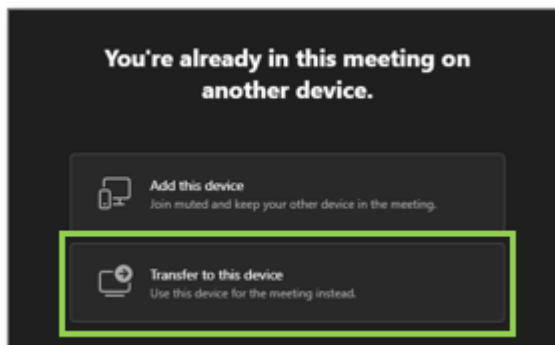 You're already in this meeting on
another device.
Add this device
Join muted and keep your other device in the meeting.
Transfer to this device
Use this device for the meeting instead.